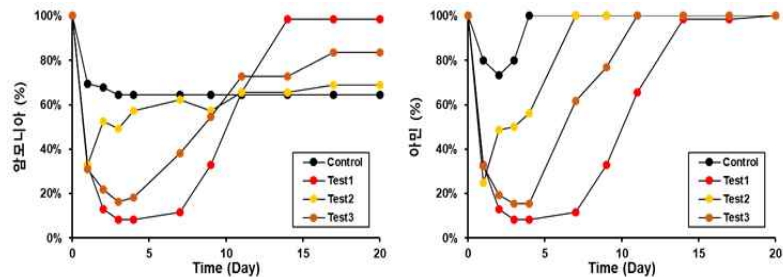 암모니아 (%)
100%
80%
60%
40%
20%
0%
0
5
10
15
20
Time (Day)
Control
Test1
Test2
Test3
아민 (%)
100%
80%
60%
40%
20%
0%
0
5
10
15
20
Time (Day)
Control
Test1
Test2
Test3